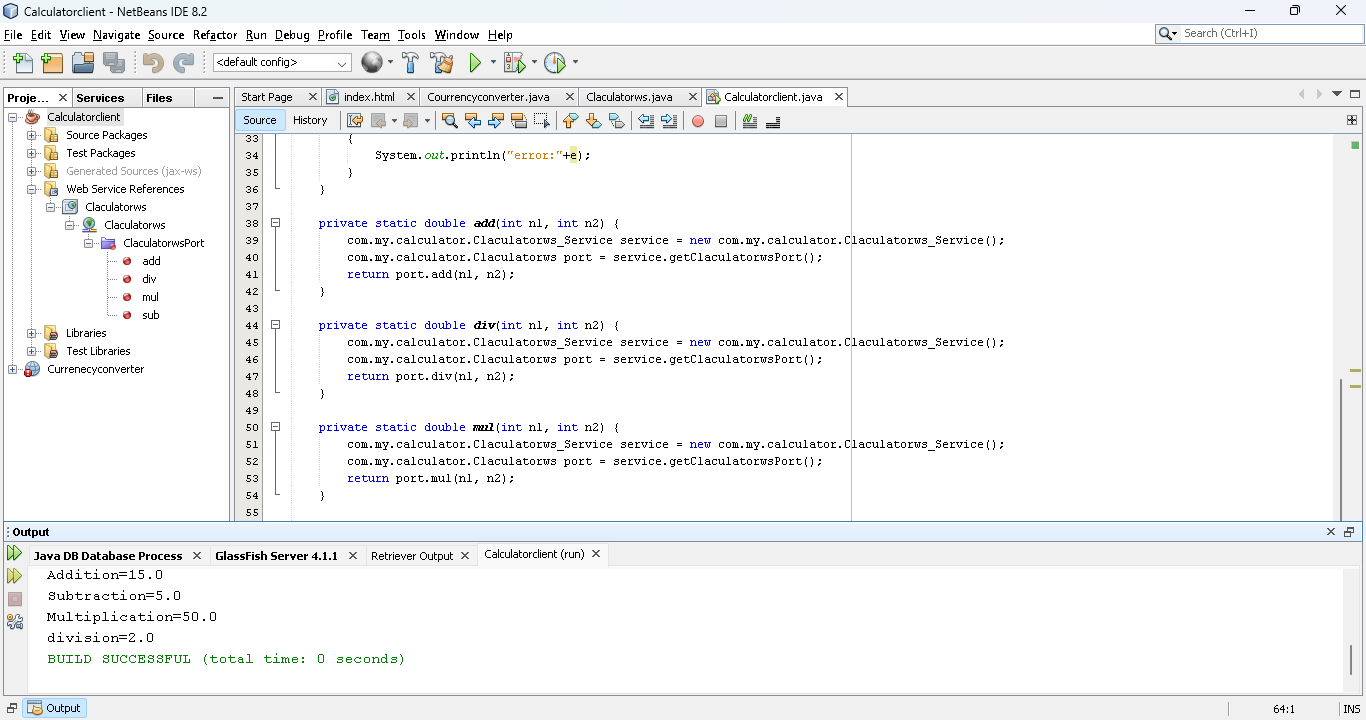 Calculatorclient - NetBeans IDE 8.2
File Edit View Navigate Source Refactor Run Debug Profile Team Tools Window Help
Search (Ctrl+I)
<default config>
Proje... Services Files
Start Page index.html Courrencyconverter.java Claculatorws.java Calculatorclient.java
Source History
Calculatorclient
Source Packages
Test Packages
Generated Sources (jax-ws)
Web Service References
Claculatorws
Claculatorws
ClaculatorwsPort
add
div
mul
sub
Libraries
Test Libraries
Currenecyconverter
33 {
34 System.out.println("error:"+e);
35 }
36 }
37
38 private static double add(int n1, int n2) {
39 com.my.calculator.Claculatorws_Service service = new com.my.calculator.Claculatorws_Service();
40 com.my.calculator.Claculatorws port = service.getClaculatorwsPort();
41 return port.add(n1, n2);
42 }
43
44 private static double div(int n1, int n2) {
45 com.my.calculator.Claculatorws_Service service = new com.my.calculator.Claculatorws_Service();
46 com.my.calculator.Claculatorws port = service.getClaculatorwsPort();
47 return port.div(n1, n2);
48 }
49
50 private static double mul(int n1, int n2) {
51 com.my.calculator.Claculatorws_Service service = new com.my.calculator.Claculatorws_Service();
52 com.my.calculator.Claculatorws port = service.getClaculatorwsPort();
53 return port.mul(n1, n2);
54 }
55
Output
Java DB Database Process GlassFish Server 4.1.1 Retriever Output Calculatorclient (run)
Addition=15.0
Subtraction=5.0
Multiplication=50.0
division=2.0
BUILD SUCCESSFUL (total time: 0 seconds)
Output
64:1 INS